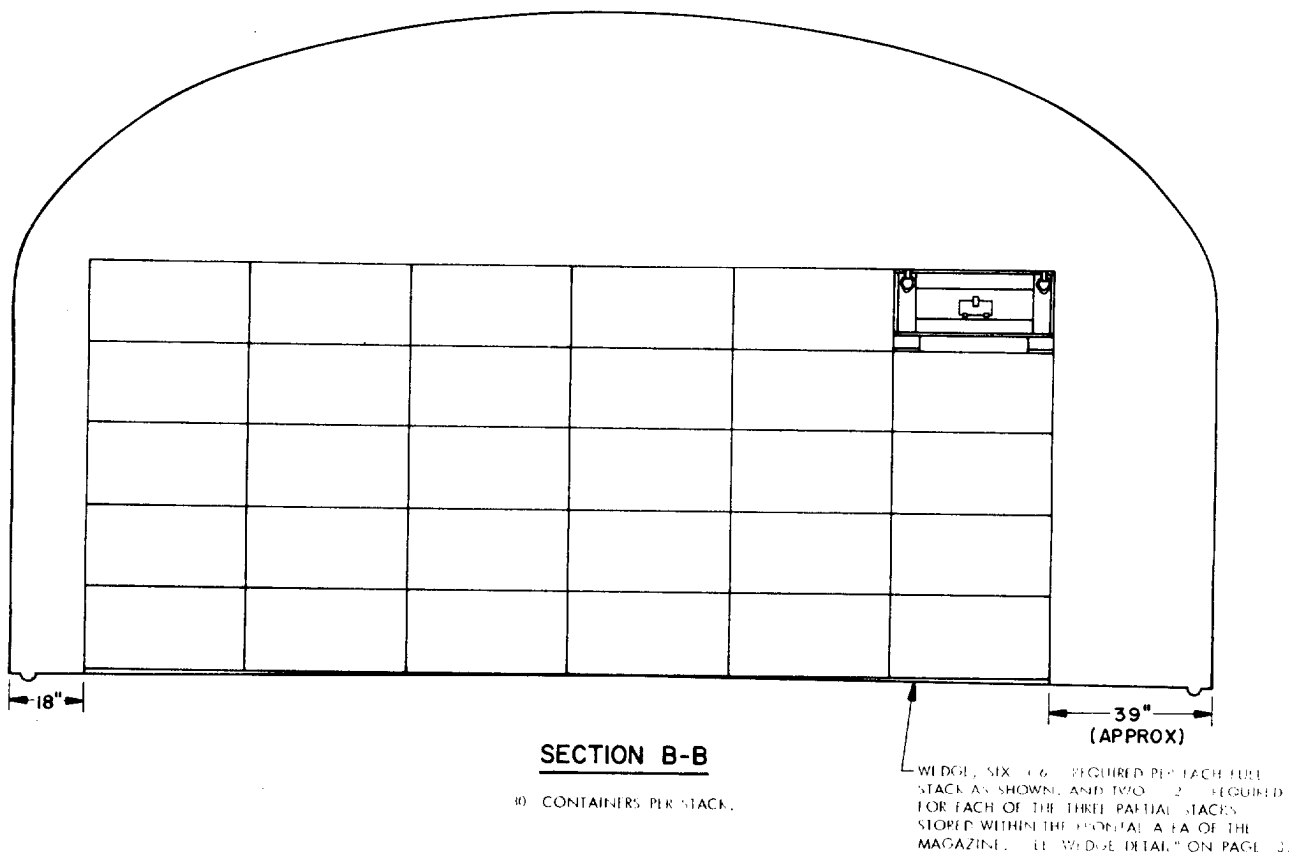 18"
39"
(APPROX)
SECTION B-B
CONTAINERS PER STACK.
WEDGE, SIX REQUIRED PER EACH FULL
STACK AS SHOWN, AND TWO 2 REQUIRED
FOR EACH OF THE THREE PARTIAL STACKS
STORED WITHIN THE FRONTAL AREA OF THE
MAGAZINE. "WEDGE DETAIL" ON PAGE